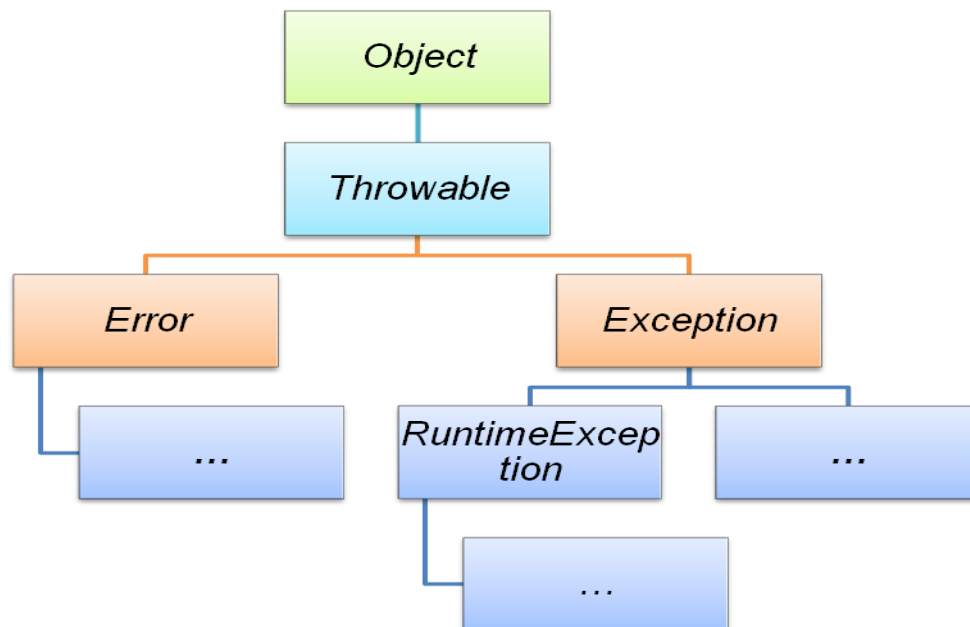 Object
Throwable
Error
Exception
...
RuntimeExcep
tion
...
...